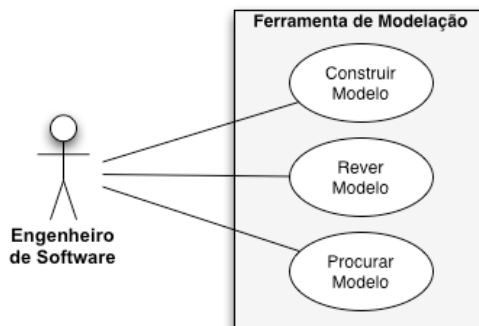 Ferramenta de Modelação
Construir
Modelo
Rever
Modelo
Engenheiro
de Software
Procurar
Modelo